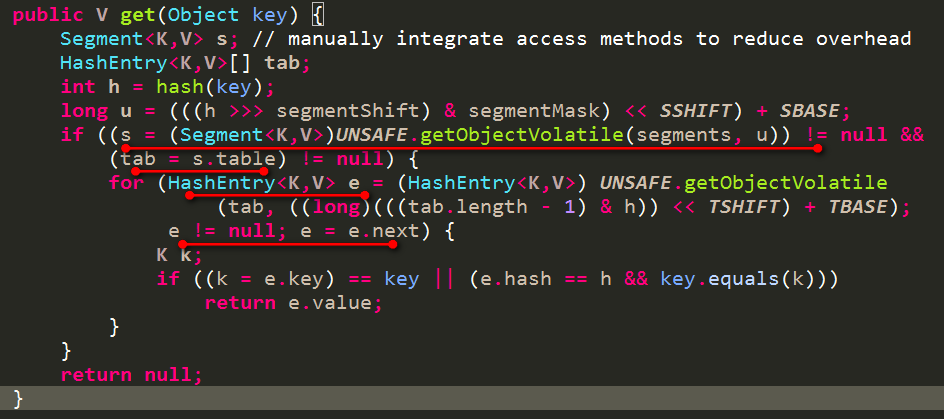 public V get(Object key) {
    Segment<K,V> s; // manually integrate access methods to reduce overhead
    HashEntry<K,V>[] tab;
    int h = hash(key);
    long u = (((h >>> segmentShift) & segmentMask) << SSHIFT) + SBASE;
    if ((s = (Segment<K,V>)UNSAFE.getObjectVolatile(segments, u)) != null &&
        (tab = s.table) != null) {
        for (HashEntry<K,V> e = (HashEntry<K,V>) UNSAFE.getObjectVolatile
                 (tab, ((long)(((tab.length - 1) & h)) << TSHIFT) + TBASE);
             e != null; e = e.next) {
            K k;
            if ((k = e.key) == key || (e.hash == h && key.equals(k)))
                return e.value;
        }
    }
    return null;
}